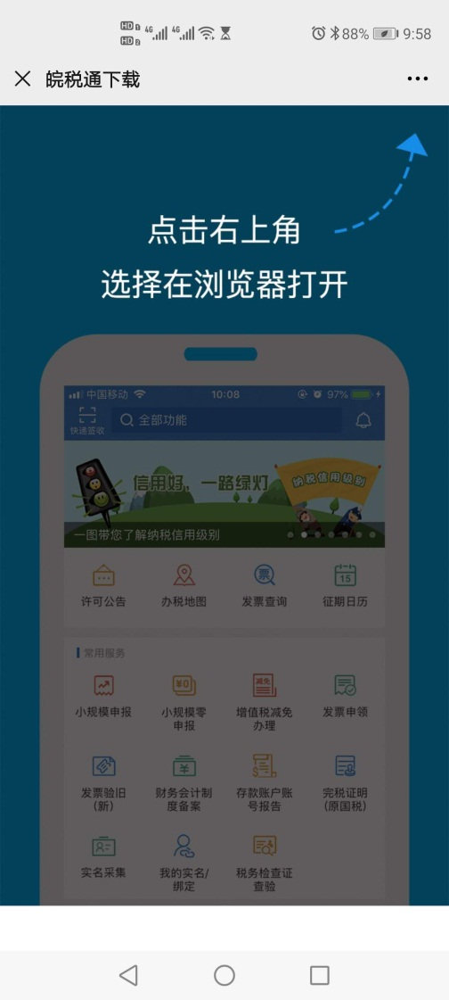 HD 1 4G 4G 88% 9:58
HD 2
皖税通下载
点击右上角
选择在浏览器打开
中国移动 10:08 97%
快递签收 全部功能
信用好，一路绿灯 纳税信用级别
一图带您了解纳税信用级别
许可公告 办税地图 票 发票查询 15 征期日历
常用服务
小规模申报 ¥0 小规模零 减免 增值税减免 发票申领
申报 办理
发票验旧 ¥ 财务会计制 $ 存款账户账 完税证明
(新) 度备案 号报告 (原国税)
实名采集 我的实名/ 税务检查证
绑定 查验